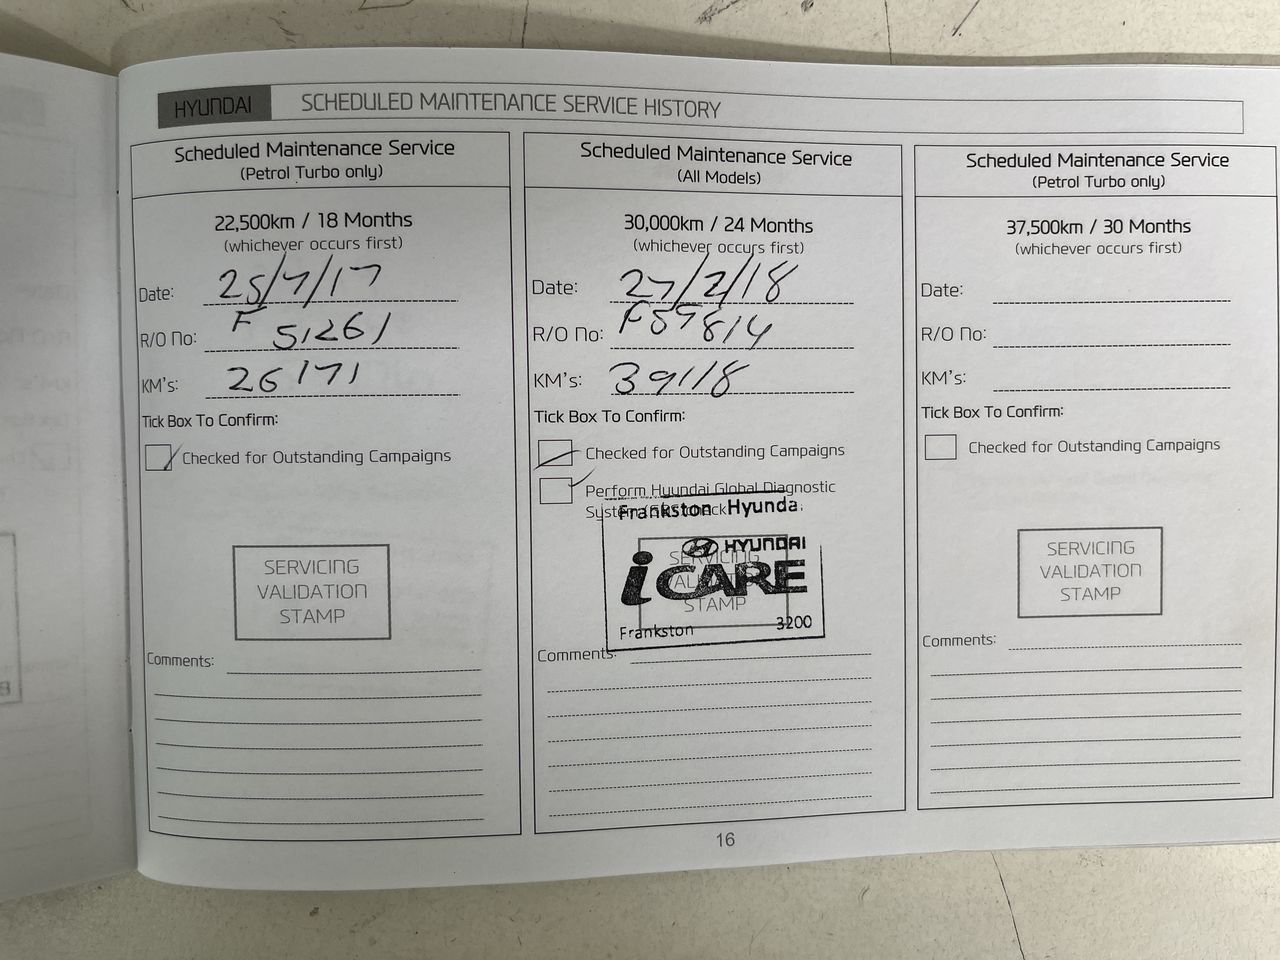 HYUNDAI SCHEDULED MAINTENANCE SERVICE HISTORY
Scheduled Maintenance Service
(Petrol Turbo only)
22,500km / 18 Months
(whichever occurs first)
Date: 25/7/17
R/O No: F 51261
KM's: 26171
Tick Box To Confirm:
Checked for Outstanding Campaigns
SERVICING
VALIDATION
STAMP
Comments:
Scheduled Maintenance Service
(All Models)
30,000km / 24 Months
(whichever occurs first)
Date: 27/2/18
R/O No: F59814
KM's: 39118
Tick Box To Confirm:
Checked for Outstanding Campaigns
Perform Hyundai Global Diagnostic
Frankston Hyunda
HYUNDAI
SERVICING
iCARE
STAMP
Frankston 3200
Comments:
Scheduled Maintenance Service
(Petrol Turbo only)
37,500km / 30 Months
(whichever occurs first)
Date:
R/O No:
KM's:
Tick Box To Confirm:
Checked for Outstanding Campaigns
SERVICING
VALIDATION
STAMP
Comments:
16